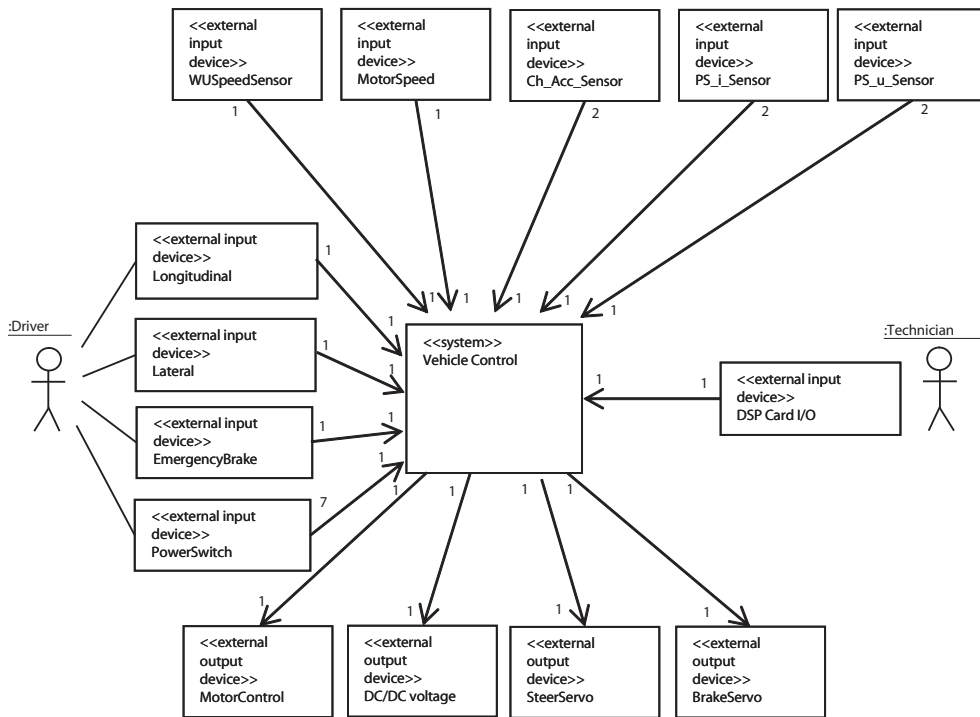 <<external
input
device>>
WUSpeedSensor
<<external
input
device>>
MotorSpeed
<<external
input
device>>
Ch_Acc_Sensor
<<external
input
device>>
PS_i_Sensor
<<external
input
device>>
PS_u_Sensor
1
1
2
2
2
<<external input
device>>
Longitudinal
1
1
1
1
1
1
1
:Driver
<<external input
device>>
Lateral
1
1
<<system>>
Vehicle Control
:Technician
1
1
<<external input
device>>
DSP Card I/O
<<external input
device>>
EmergencyBrake
1
1
<<external input
device>>
PowerSwitch
7
1
1
1
1
1
1
1
1
1
<<external
output
device>>
MotorControl
<<external
output
device>>
DC/DC voltage
<<external
output
device>>
SteerServo
<<external
output
device>>
BrakeServo